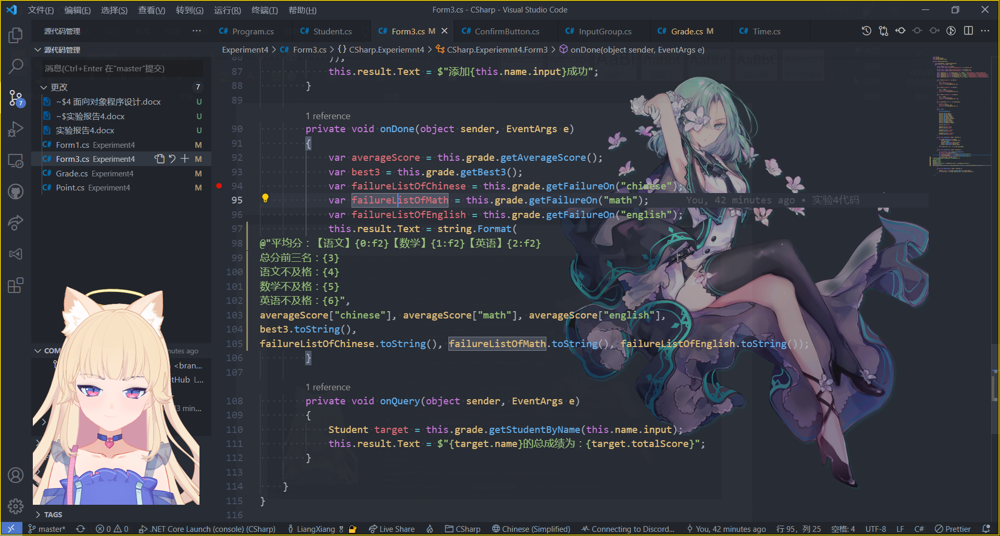 文件(F) 编辑(E) 选择(S) 查看(V) 转到(G) 运行(R) 终端(T) 帮助(H) Form3.cs - CSharp - Visual Studio Code
源代码管理 ··· C# Program.cs C# Student.cs C# Form3.cs M C# ConfirmButton.cs C# InputGroup.cs C# Grade.cs M C# Time.cs
源代码管理
Experiment4 > C# Form3.cs > {} CSharp.Experiemnt4 > CSharp.Experiemnt4.Form3 > onDone(object sender, EventArgs e)
消息(Ctrl+Enter 在"master"提交)
更改 7
~$4 面向对象程序设计.docx U
~$实验报告4.docx U
实验报告4.docx U
C# Form1.cs Experiment4 M
C# Form3.cs Experiment4 M
C# Grade.cs Experiment4 M
C# Point.cs Experiment4 M
7
COM
nutes ago
<bran...
tHub L...
3 min...
TAGS
86 });
87 this.result.Text = $"添加{this.name.input}成功";
88 }
89
1 reference
90 private void onDone(object sender, EventArgs e)
91 {
92 var averageScore = this.grade.getAverageScore();
93 var best3 = this.grade.getBest3();
94 var failureListOfChinese = this.grade.getFailureOn("chinese");
95 var failureListOfMath = this.grade.getFailureOn("math"); You, 42 minutes ago • 实验4代码
96 var failureListOfEnglish = this.grade.getFailureOn("english");
97 this.result.Text = string.Format(
98 @"平均分：【语文】{0:f2}【数学】{1:f2}【英语】{2:f2}
99 总分前三名：{3}
100 语文不及格：{4}
101 数学不及格：{5}
102 英语不及格：{6}",
103 averageScore["chinese"], averageScore["math"], averageScore["english"],
104 best3.toString(),
105 failureListOfChinese.toString(), failureListOfMath.toString(), failureListOfEnglish.toString());
106 }
107
1 reference
108 private void onQuery(object sender, EventArgs e)
109 {
110 Student target = this.grade.getStudentByName(this.name.input);
111 this.result.Text = $"{target.name}的总成绩为：{target.totalScore}";
112 }
113
114 }
115 }
116
master* 0 0 .NET Core Launch (console) (CSharp) LiangXiang 8 Live Share CSharp Chinese (Simplified) Connecting to Discord... You, 42 minutes ago 行 95，列 25 空格: 4 UTF-8 LF C# Prettier